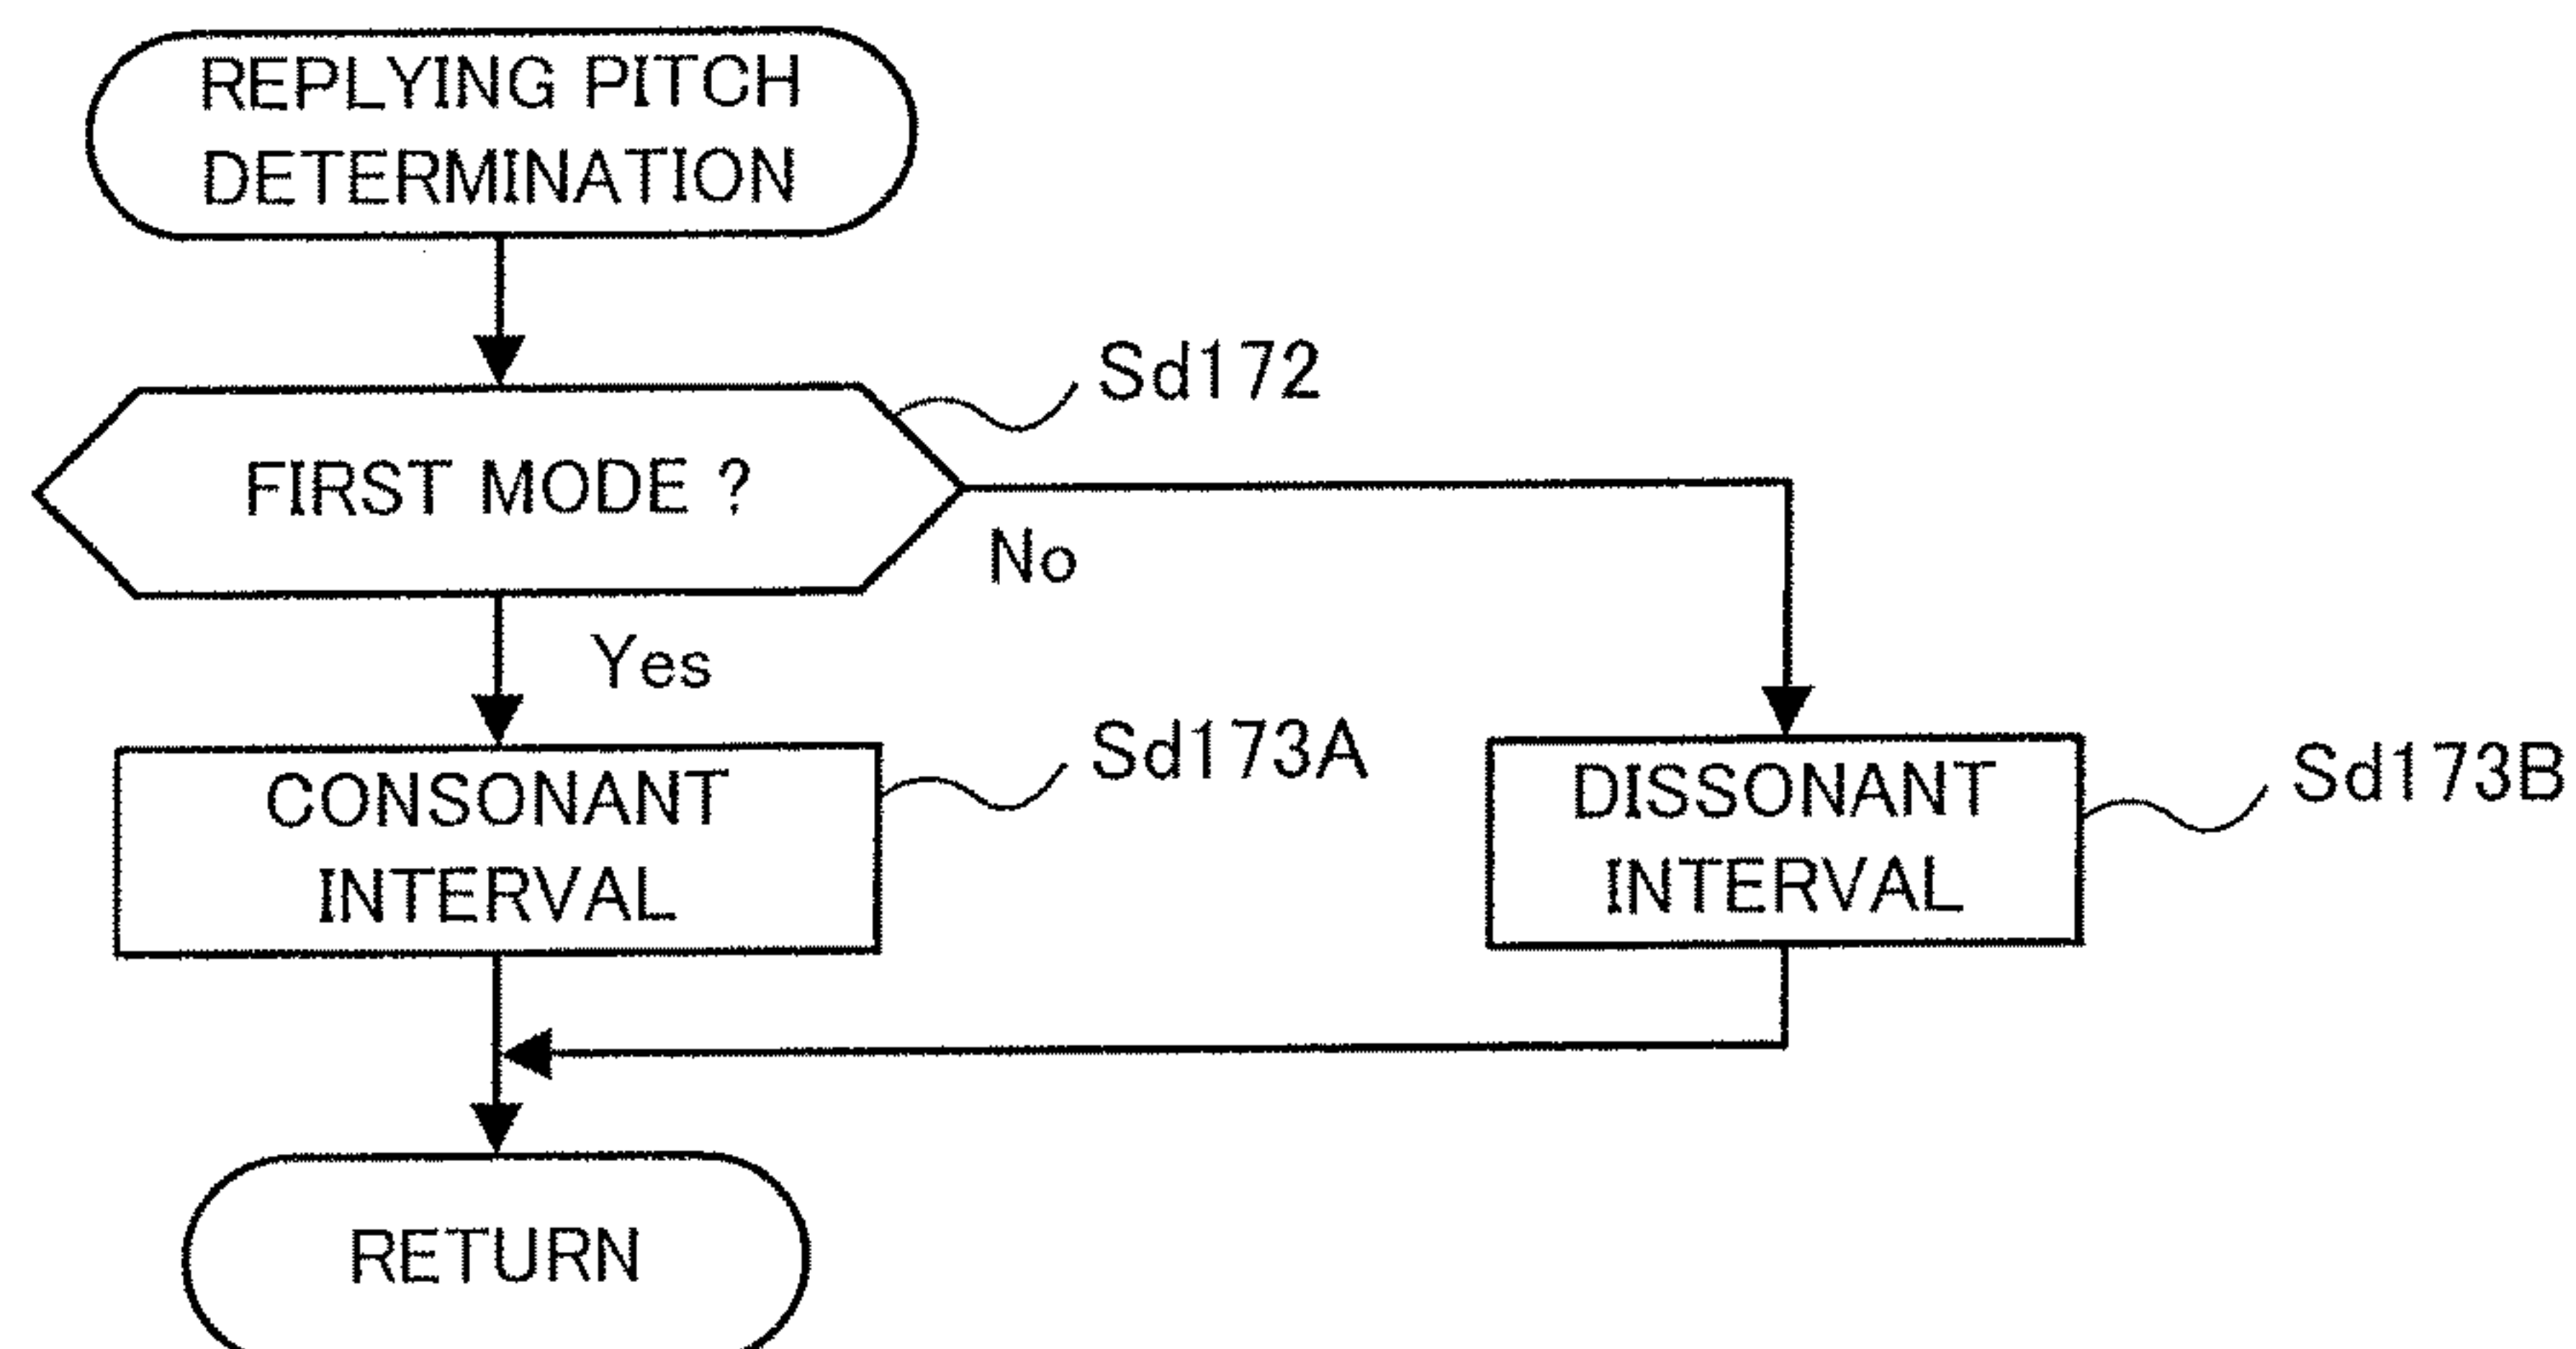 REPLYING PITCH
DETERMINATION
Sd172
FIRST MODE ?
No
Yes
Sd173A
CONSONANT
INTERVAL
Sd173B
DISSONANT
INTERVAL
RETURN